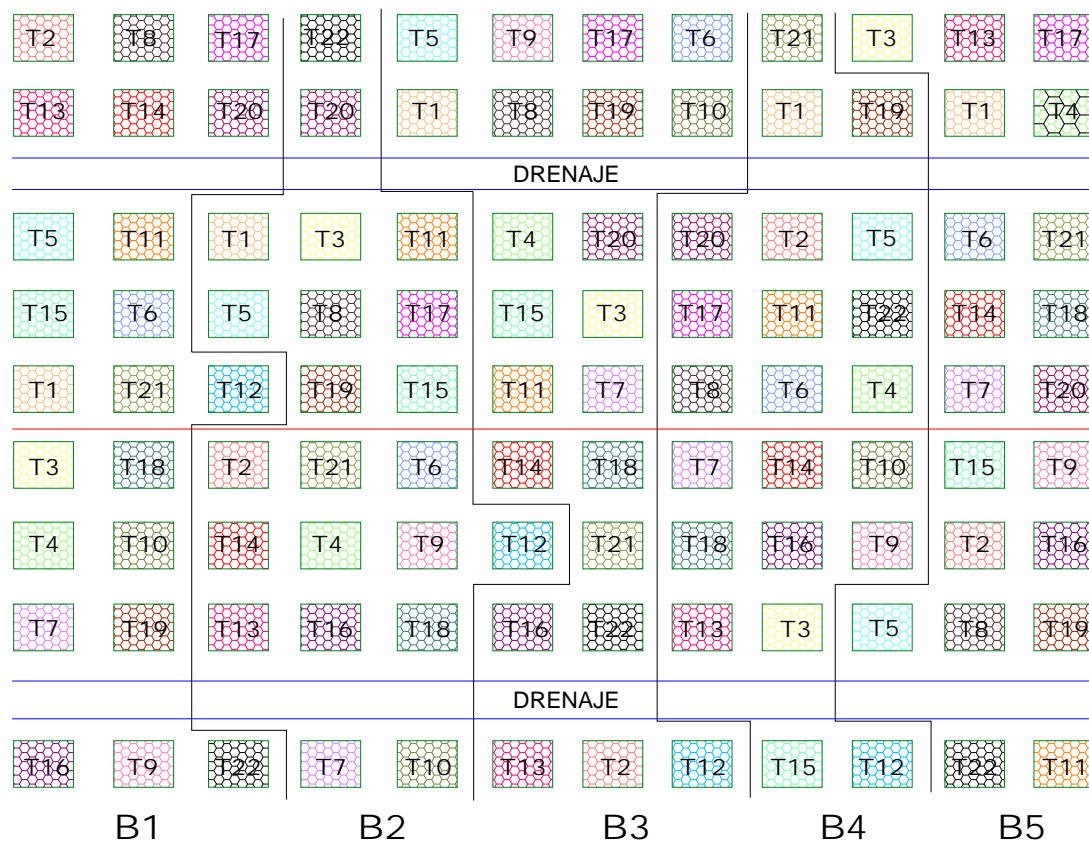 T2 T8 T17 T22 T5 T9 T17 T6 T21 T3 T13 T17
T13 T14 T20 T20 T1 T8 T19 T10 T1 T19 T1 T4
DRENAJE
T5 T11 T1 T3 T11 T4 T20 T20 T2 T5 T6 T21
T15 T6 T5 T8 T17 T15 T3 T17 T11 T22 T14 T18
T1 T21 T12 T19 T15 T11 T7 T8 T6 T4 T7 T20
T3 T18 T2 T21 T6 T14 T18 T7 T14 T10 T15 T9
T4 T10 T14 T4 T9 T12 T21 T18 T16 T9 T2 T16
T7 T19 T13 T16 T18 T16 T22 T13 T3 T5 T8 T19
DRENAJE
T16 T9 T22 T7 T10 T13 T2 T12 T15 T12 T22 T11
B1 B2 B3 B4 B5